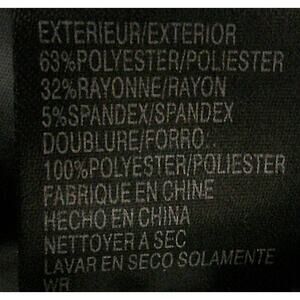 EXTERIEUR/EXTERIOR
63%POLYESTER/POLIESTER
32%RAYONNE/RAYON
5%SPANDEX/SPANDEX
DOUBLURE/FORRO..
100%POLYESTER/POLIESTER
FABRIQUE EN CHINE
HECHO EN CHINA
NETTOYER A SEC
LAVAR EN SECO SOLAMENTE
WR